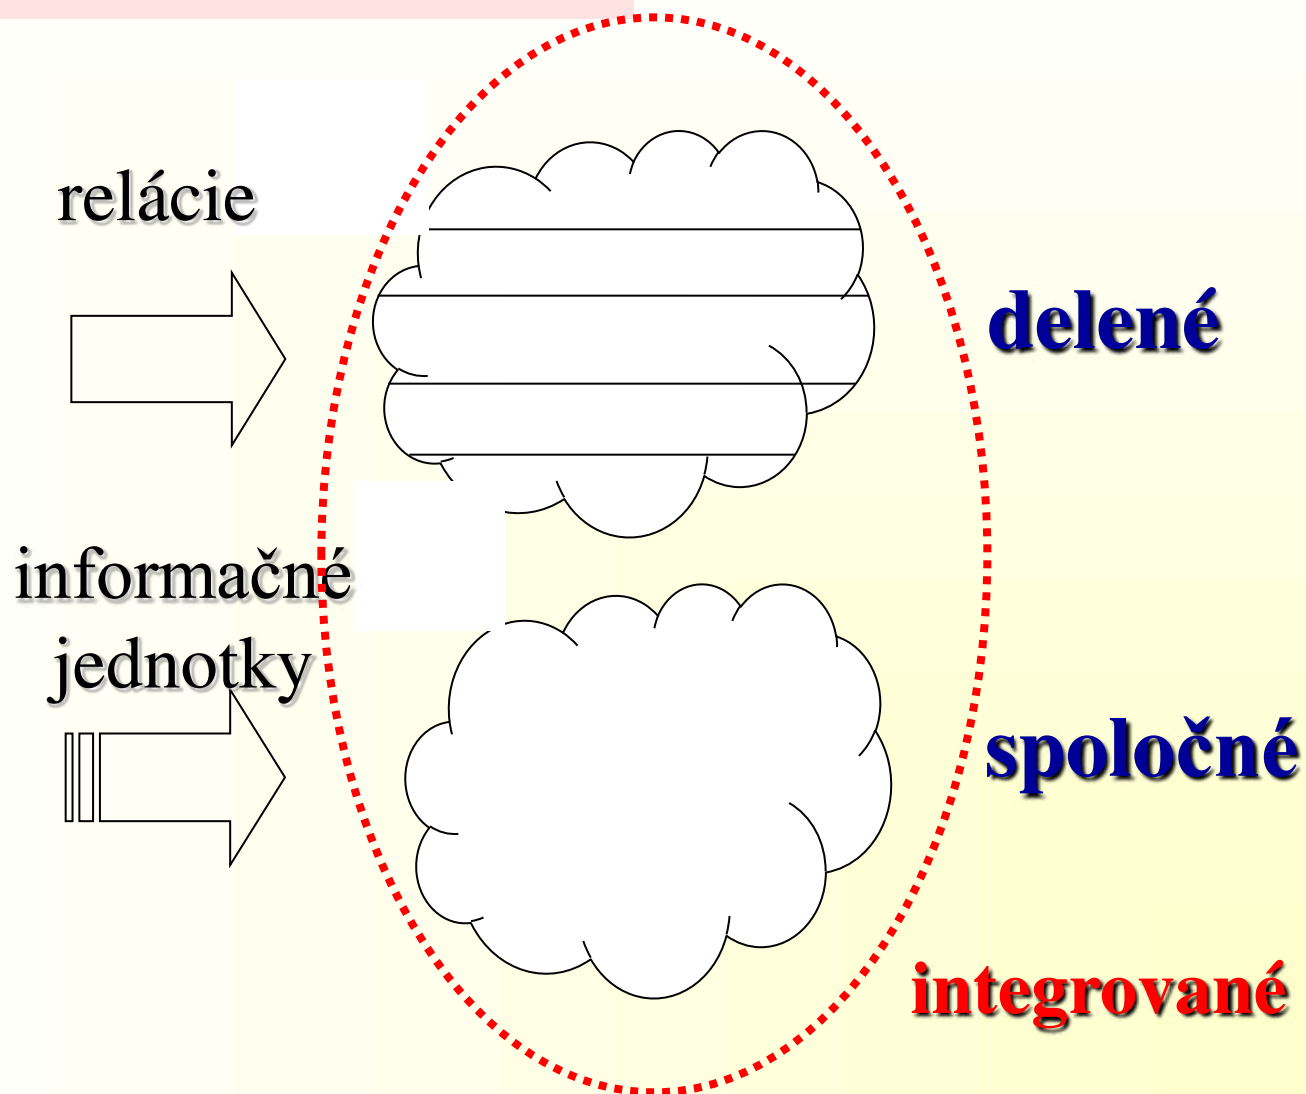 relácie
delené
informačné
jednotky
spoločné
integrované